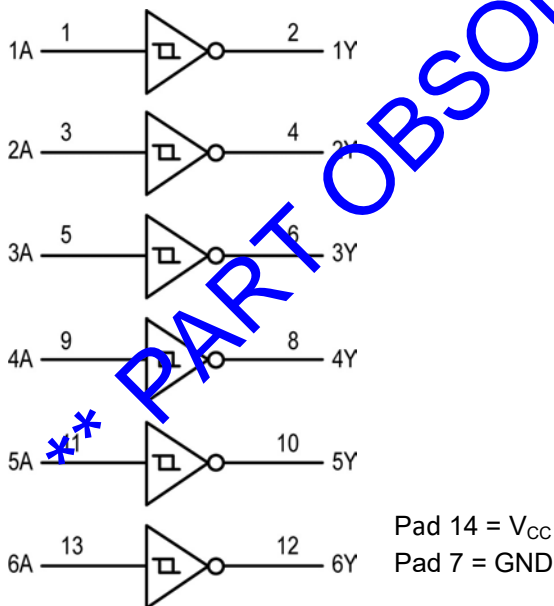 1A 1 2 1Y
2A 3 4 2Y
3A 5 6 3Y
4A 9 8 4Y
5A 11 10 5Y
6A 13 12 6Y
Pad 14 = VCC
Pad 7 = GND
** PART